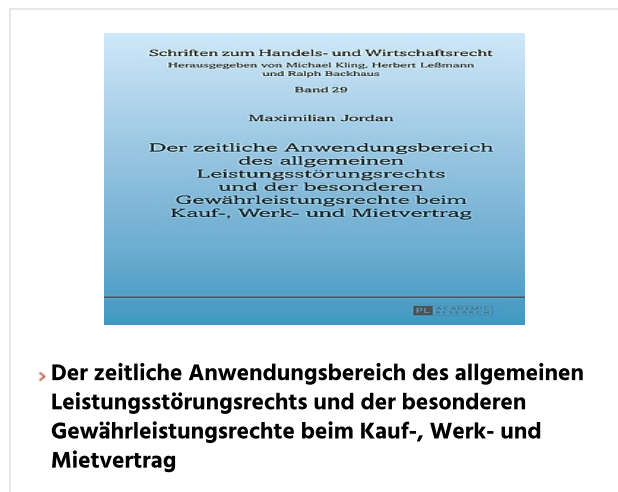 Schriften zum Handels- und Wirtschaftsrecht
Herausgegeben von Michael Kling, Herbert Leßmann
und Ralph Backhaus
Band 29
Maximilian Jordan
Der zeitliche Anwendungsbereich
des allgemeinen
Leistungsstörungsrechts
und der besonderen
Gewährleistungsrechte beim
Kauf-, Werk- und Mietvertrag
PL ACADEMIC
RESEARCH
Der zeitliche Anwendungsbereich des allgemeinen
Leistungsstörungsrechts und der besonderen
Gewährleistungsrechte beim Kauf-, Werk- und
Mietvertrag